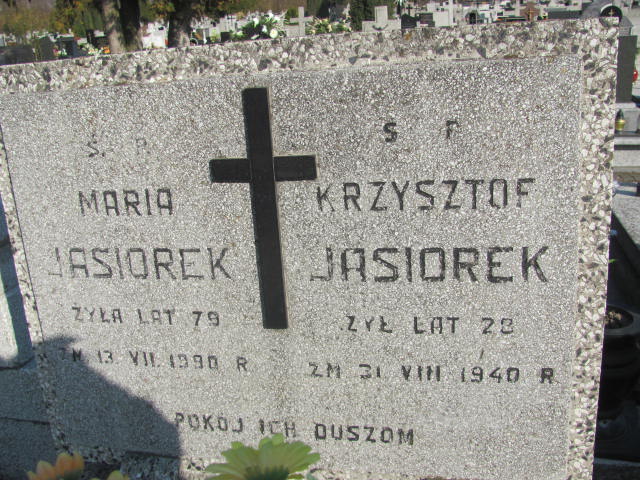 Ś. P.
MARIA
JASIOREK
ŻYŁA LAT 79
ZM 13 VII. 1990 R
S P
KRZYSZTOF
JASIOREK
ŻYŁ LAT 28
ZM 31 VIII 1940 R
POKÓJ ICH DUSZOM